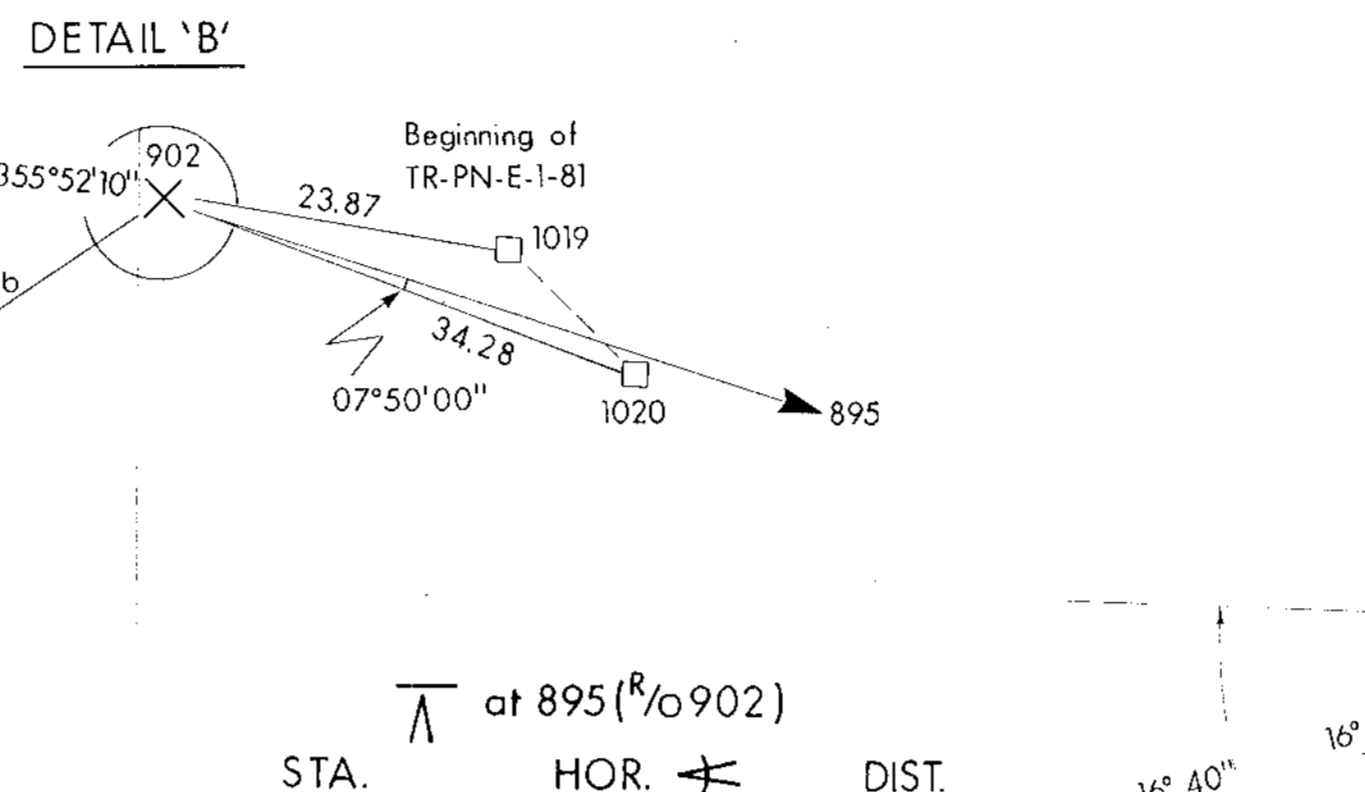 DETAIL 'B'
Beginning of
TR-PN-E-1-81
902
355°52'10"
23.87
1019
b
34.28
07°50'00"
1020
895
at 895 (R/o 902)
STA. HOR. DIST.
16°
16° 40"